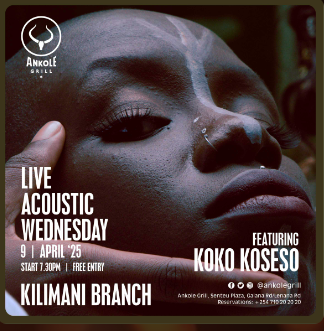 ANKOLÉ
GRILL
LIVE
ACOUSTIC
WEDNESDAY
9 | APRIL '25
START 7.30PM | FREE ENTRY
KILIMANI BRANCH
FEATURING
KOKO KOSESO
@ankolegrill
Ankole Grill, Senteu Plaza, Galana Rd/Lenana Rd
Reservations: +254 710 20 20 20